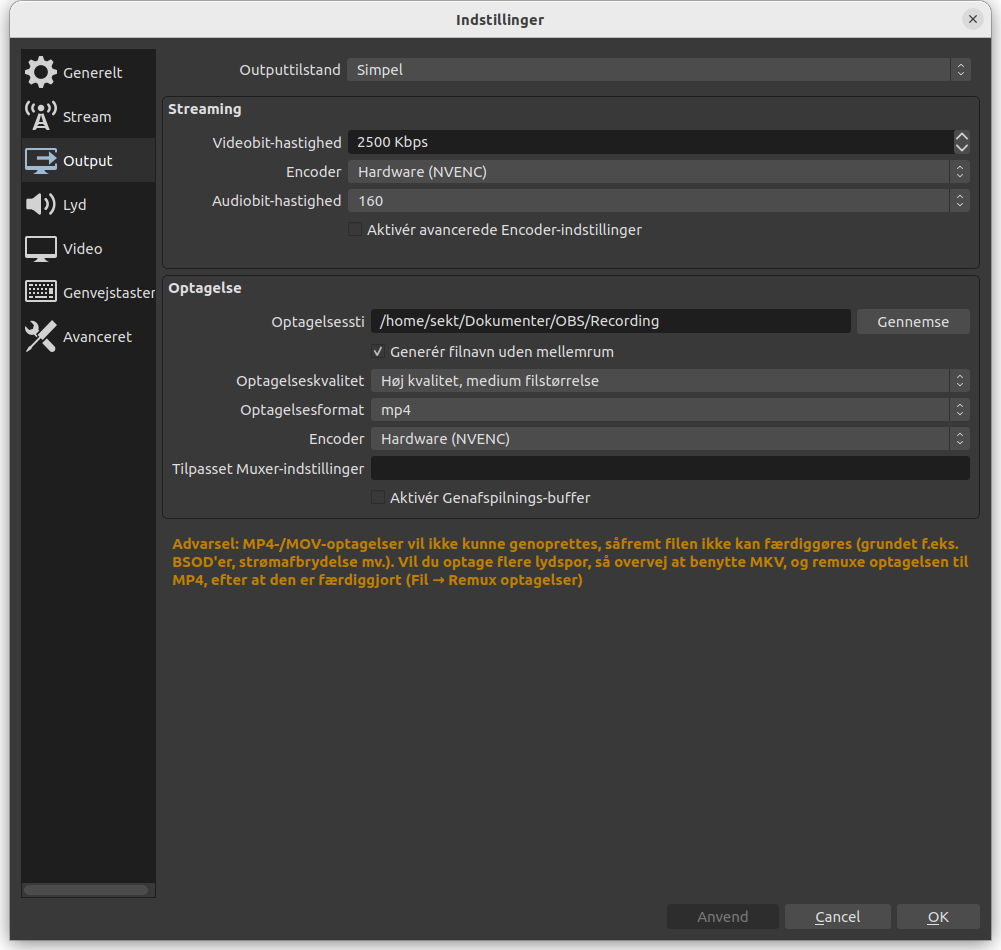 Indstillinger
Generelt
Stream
Output
Lyd
Video
Genvejstaster
Avanceret
Outputtilstand Simpel
Streaming
Videobit-hastighed 2500 Kbps
Encoder Hardware (NVENC)
Audiobit-hastighed 160
Aktivér avancerede Encoder-indstillinger
Optagelse
Optagelsessti /home/sekt/Dokumenter/OBS/Recording Gennemse
Generér filnavn uden mellemrum
Optagelseskvalitet Høj kvalitet, medium filstørrelse
Optagelsesformat mp4
Encoder Hardware (NVENC)
Tilpasset Muxer-indstillinger
Aktivér Genafspilnings-buffer
Advarsel: MP4-/MOV-optagelser vil ikke kunne genoprettes, såfremt filen ikke kan færdiggøres (grundet f.eks.
BSOD'er, strømafbrydelse mv.). Vil du optage flere lydspor, så overvej at benytte MKV, og remuxe optagelsen til
MP4, efter at den er færdiggjort (Fil → Remux optagelser)
Anvend Cancel OK